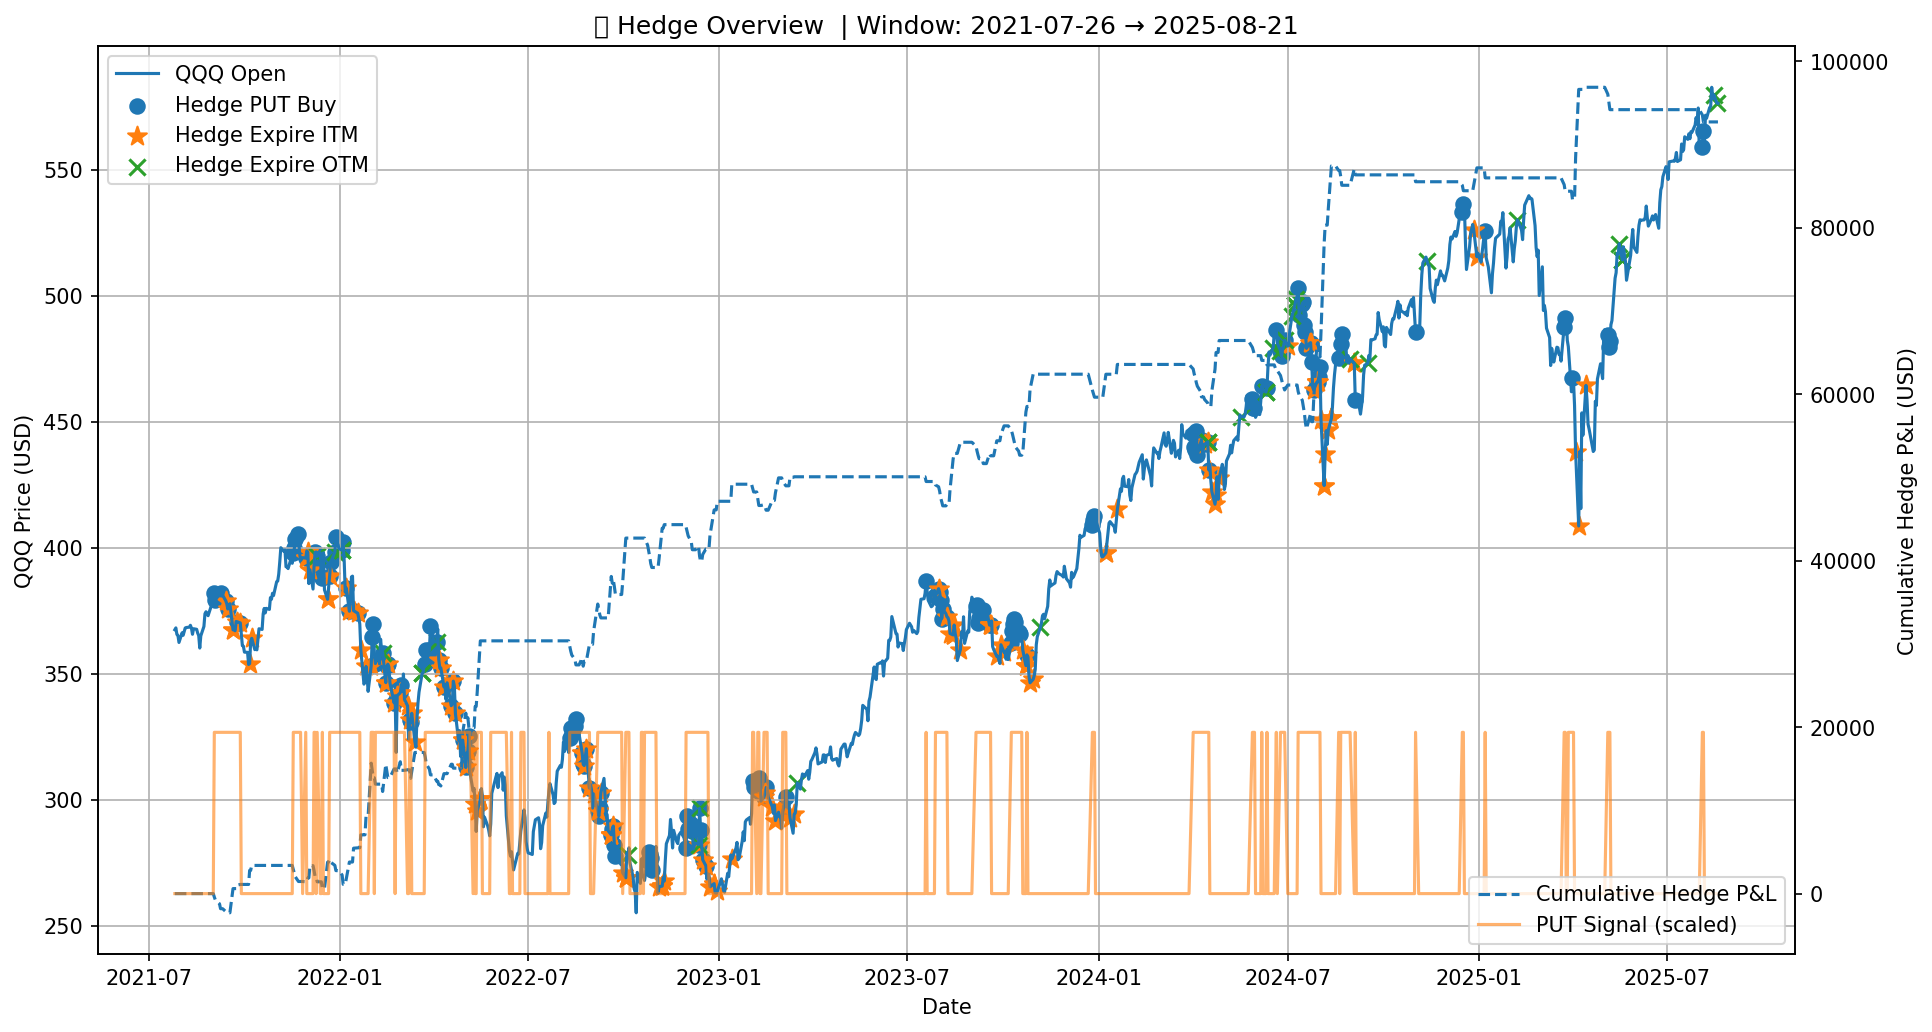 Hedge Overview | Window: 2021-07-26 → 2025-08-21
QQQ Open
Hedge PUT Buy
Hedge Expire ITM
Hedge Expire OTM
QQQ Price (USD)
550
500
450
400
350
300
250
100000
80000
60000
40000
20000
0
Cumulative Hedge P&L (USD)
Cumulative Hedge P&L
PUT Signal (scaled)
2021-07
2022-01
2022-07
2023-01
2023-07
2024-01
2024-07
2025-01
2025-07
Date